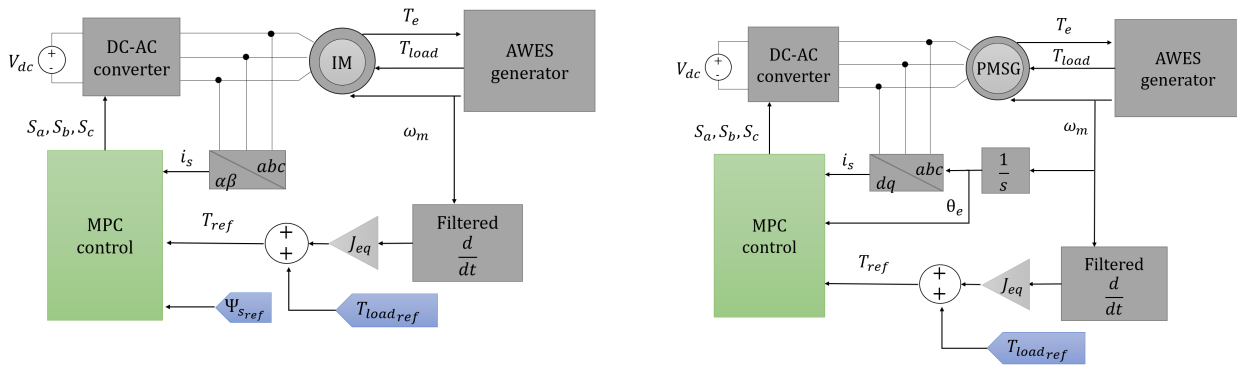 DC-AC
converter
V_dc
+
-
IM
T_e
T_load
AWES
generator
ω_m
S_a, S_b, S_c
i_s
abc
αβ
MPC
control
T_ref
+
+
J_eq
Filtered
d
dt
Ψ_s_ref
T_load_ref
DC-AC
converter
V_dc
+
-
PMSG
T_e
T_load
AWES
generator
ω_m
S_a, S_b, S_c
i_s
abc
dq
1
s
θ_e
MPC
control
T_ref
+
+
J_eq
Filtered
d
dt
T_load_ref